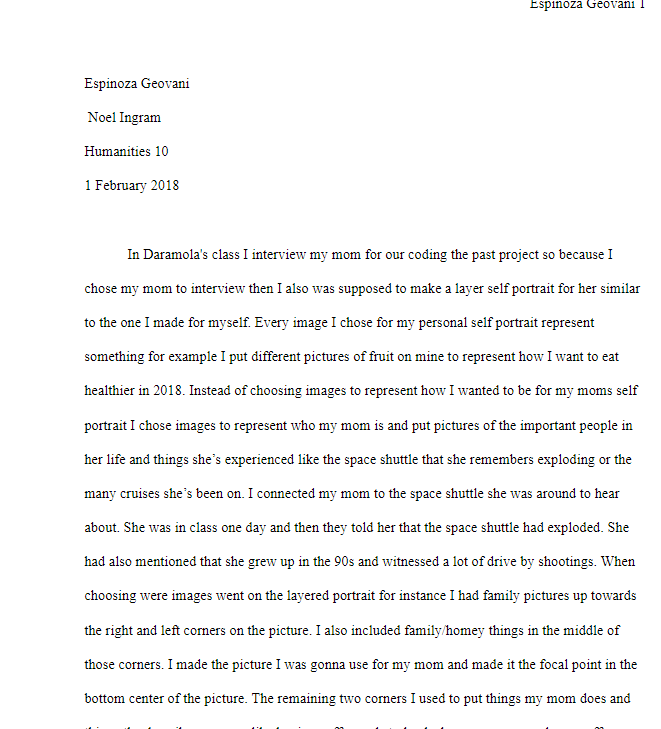 Espinoza Geovani 1
Espinoza Geovani
Noel Ingram
Humanities 10
1 February 2018
In Daramola's class I interview my mom for our coding the past project so because I
chose my mom to interview then I also was supposed to make a layer self portrait for her similar
to the one I made for myself. Every image I chose for my personal self portrait represent
something for example I put different pictures of fruit on mine to represent how I want to eat
healthier in 2018. Instead of choosing images to represent how I wanted to be for my moms self
portrait I chose images to represent who my mom is and put pictures of the important people in
her life and things she’s experienced like the space shuttle that she remembers exploding or the
many cruises she’s been on. I connected my mom to the space shuttle she was around to hear
about. She was in class one day and then they told her that the space shuttle had exploded. She
had also mentioned that she grew up in the 90s and witnessed a lot of drive by shootings. When
choosing were images went on the layered portrait for instance I had family pictures up towards
the right and left corners on the picture. I also included family/homey things in the middle of
those corners. I made the picture I was gonna use for my mom and made it the focal point in the
bottom center of the picture. The remaining two corners I used to put things my mom does and